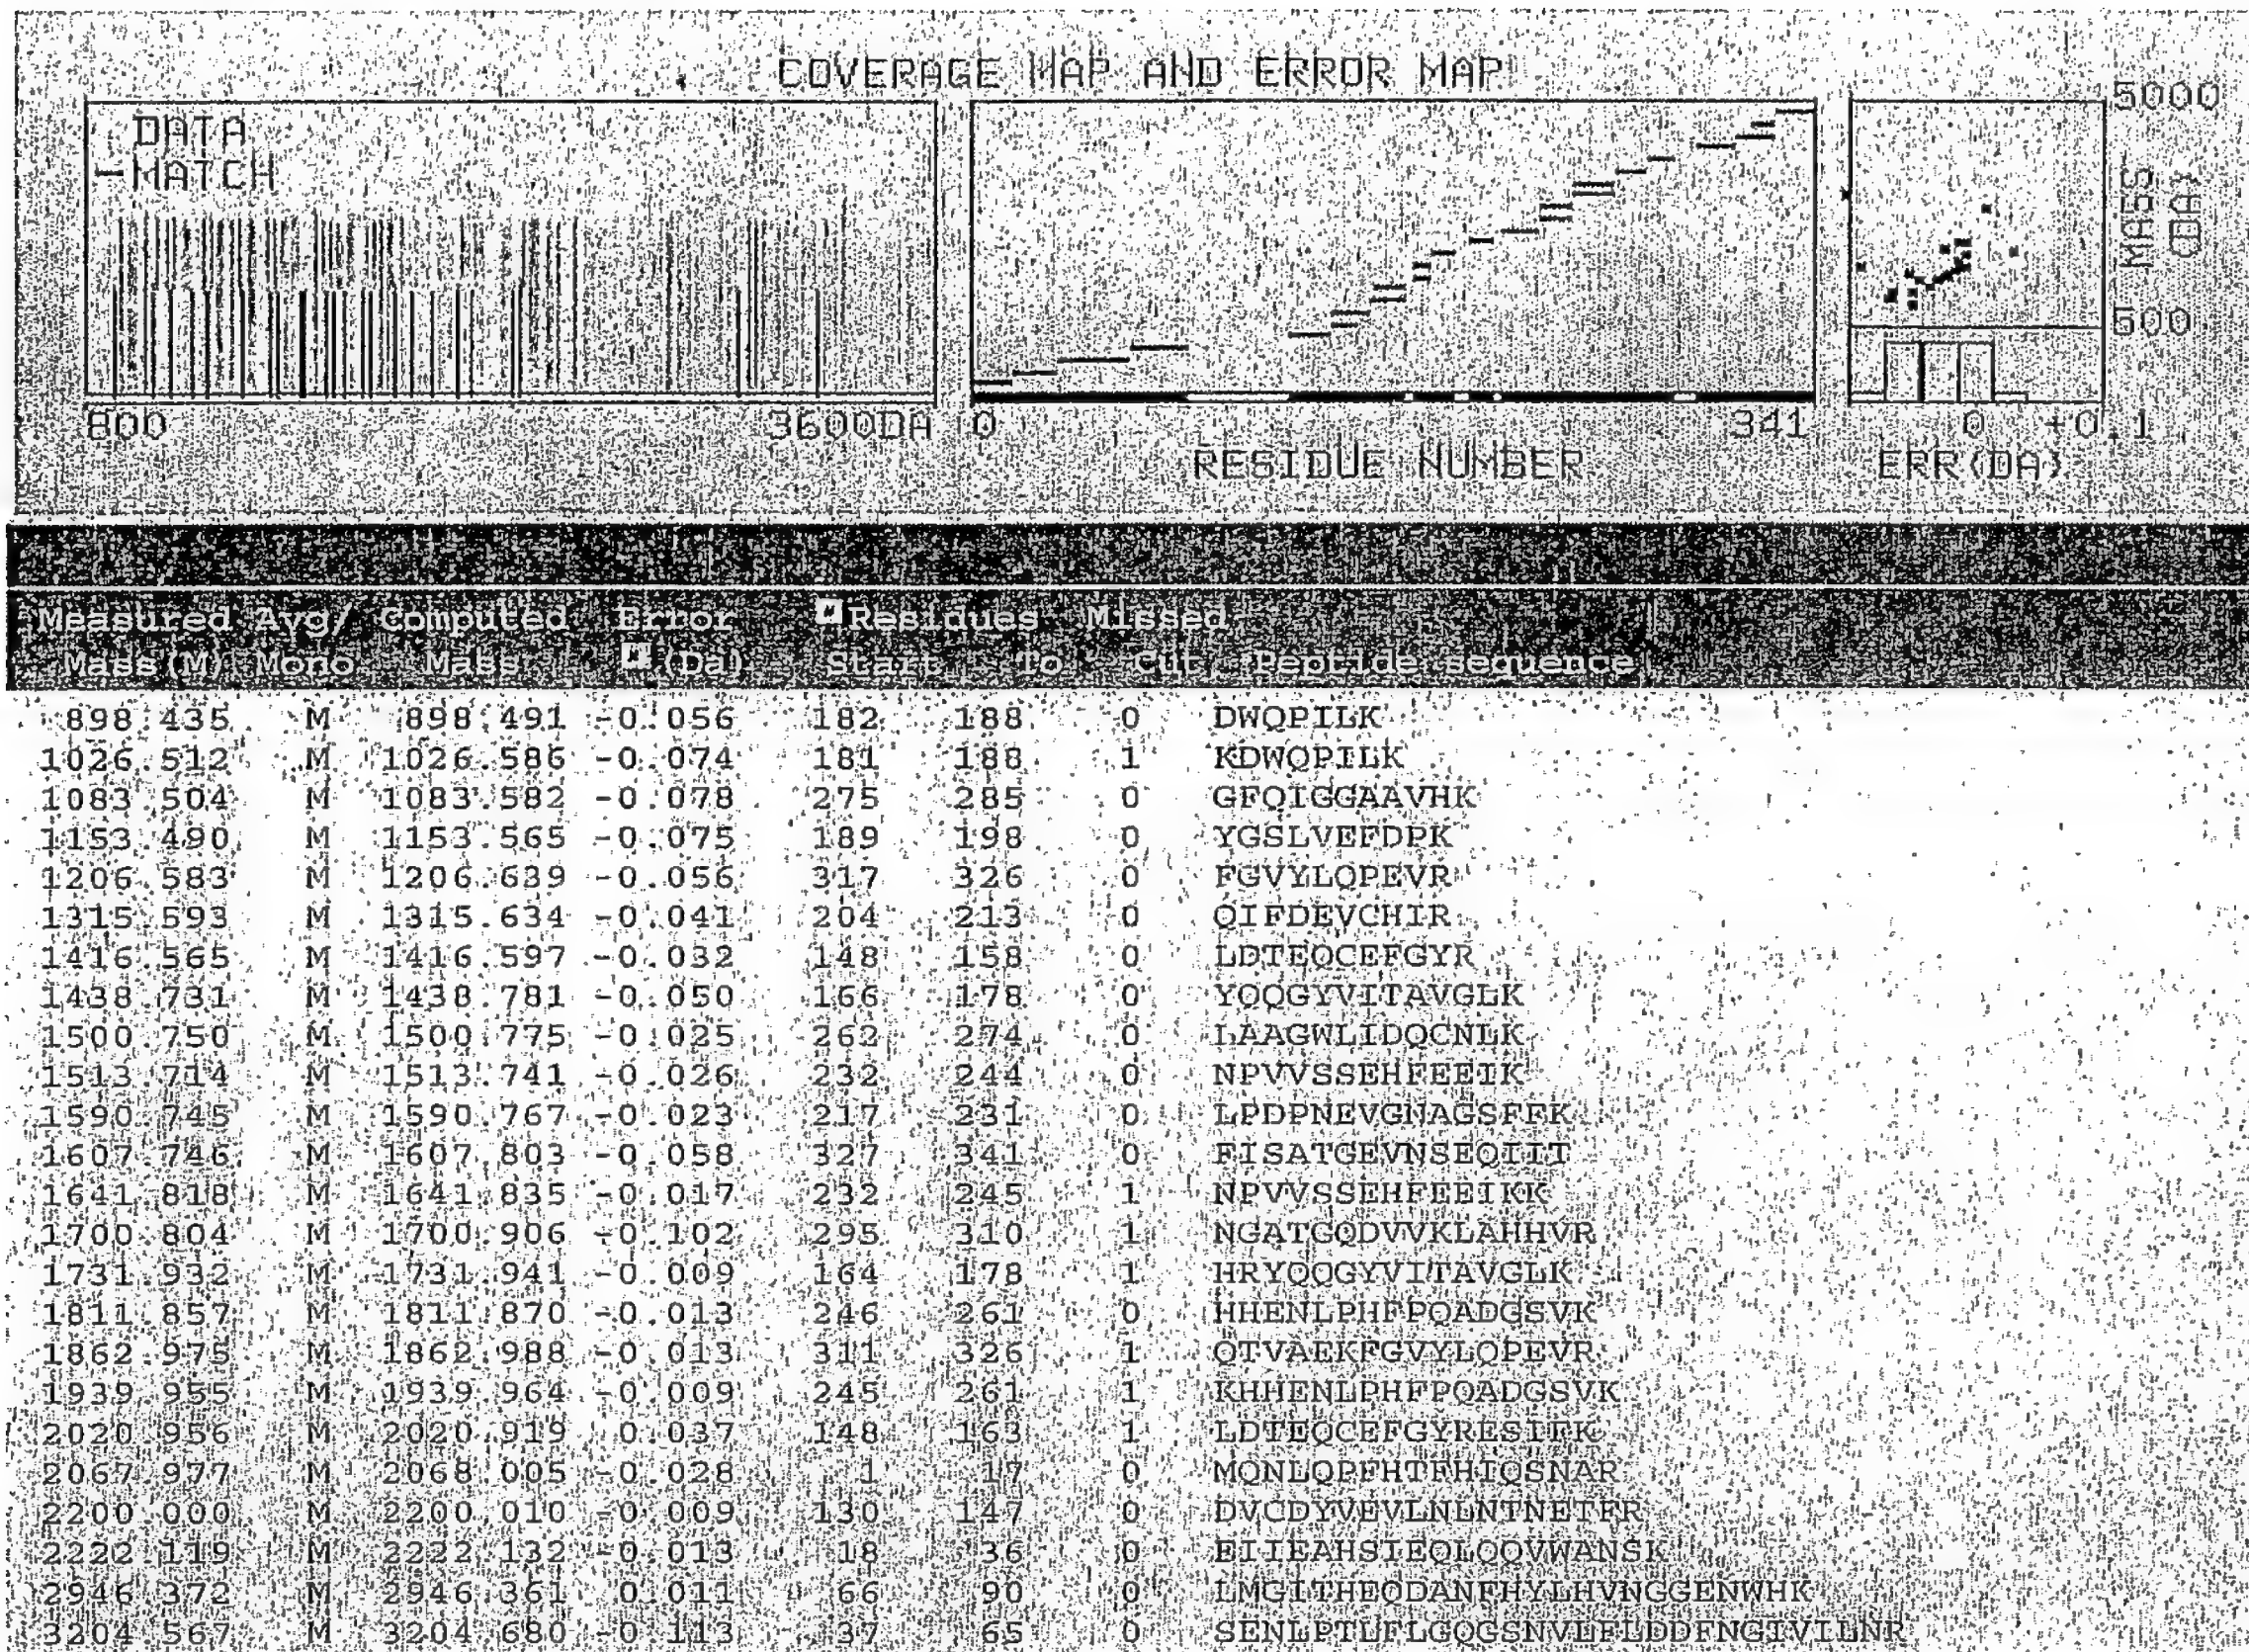 COVERAGE MAP AND ERROR MAP
DATA
MATCH
5000
MASS (DA)
500
800 3600DA 0 341 0 +0.1
RESIDUE NUMBER ERR(DA)
Measured Avg/ Computed Error Residues Missed
Mass(M) Mono Mass (Da) Start To Cut Peptide sequence
898.435 M 898.491 -0.056 182 188 0 DWQPILK
1026.512 M 1026.586 -0.074 181 188 1 KDWQPILK
1083.504 M 1083.582 -0.078 275 285 0 GFQIGGAAVHK
1153.490 M 1153.565 -0.075 189 198 0 YGSLVEFDPK
1206.583 M 1206.639 -0.056 317 326 0 FGVYLQPEVR
1315.593 M 1315.634 -0.041 204 213 0 QIFDEVCHIR
1416.565 M 1416.597 -0.032 148 158 0 LDTEQCEFGYR
1438.731 M 1438.781 -0.050 166 178 0 YQQGYVITAVGLK
1500.750 M 1500.775 -0.025 262 274 0 LAAGWLIDQCNLK
1513.714 M 1513.741 -0.026 232 244 0 NPVVSSEHFEEIK
1590.745 M 1590.767 -0.023 217 231 0 LPDPNEVGNAGSFFK
1607.746 M 1607.803 -0.058 327 341 0 FISATGEVNSEQIIT
1641.818 M 1641.835 -0.017 232 245 1 NPVVSSEHFEEIKK
1700.804 M 1700.906 -0.102 295 310 1 NGATGQDVVKLAHHVR
1731.932 M 1731.941 -0.009 164 178 1 HRYQQGYVITAVGLK
1811.857 M 1811.870 -0.013 246 261 0 HHENLPHFPQADGSVK
1862.975 M 1862.988 -0.013 311 326 1 QTVAEKFGVYLQPEVR
1939.955 M 1939.964 -0.009 245 261 1 KHHENLPHFPQADGSVK
2020.956 M 2020.919 0.037 148 163 1 LDTEQCEFGYRESIFK
2067.977 M 2068.005 -0.028 1 17 0 MQNLQPFHTFHIQSNAR
2200.000 M 2200.010 -0.009 130 147 0 DVCDYVEVLNLNTNETFR
2222.119 M 2222.132 -0.013 18 36 0 EIIEAHSIEQLQQVWANSK
2946.372 M 2946.361 0.011 66 90 0 LMGITHEQDANFHYLHVNGGENWHK
3204.567 M 3204.680 -0.113 37 65 0 SENLPTLFLGQGSNVLFLDDFNGIVILNR